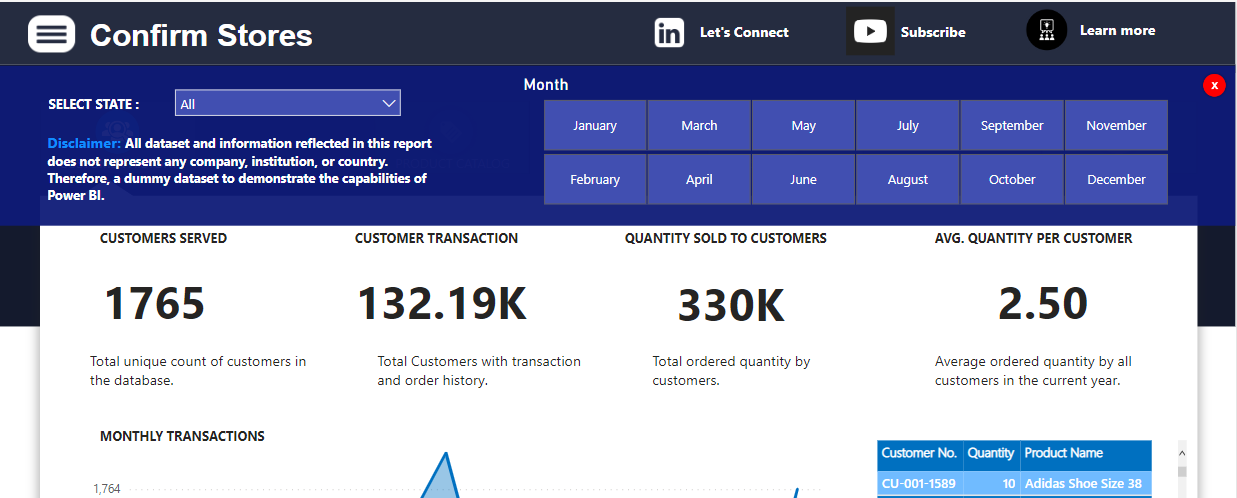 Confirm Stores
in Let's Connect
Subscribe
Learn more
SELECT STATE :
All
Disclaimer: All dataset and information reflected in this report
does not represent any company, institution, or country.
Therefore, a dummy dataset to demonstrate the capabilities of
Power BI.
Month
x
January March May July September November
February April June August October December
CUSTOMERS SERVED
1765
Total unique count of customers in
the database.
CUSTOMER TRANSACTION
132.19K
Total Customers with transaction
and order history.
QUANTITY SOLD TO CUSTOMERS
330K
Total ordered quantity by
customers.
AVG. QUANTITY PER CUSTOMER
2.50
Average ordered quantity by all
customers in the current year.
MONTHLY TRANSACTIONS
1,764
Customer No. Quantity Product Name
CU-001-1589 10 Adidas Shoe Size 38